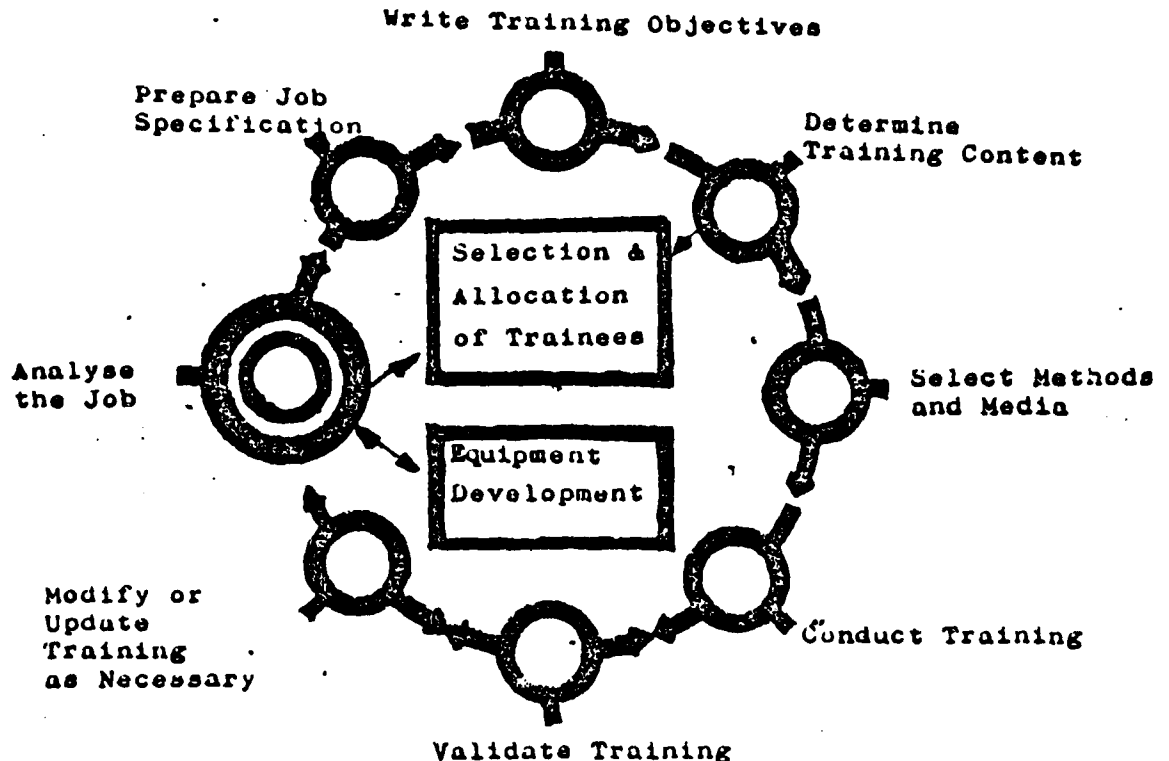 Write Training Objectives
Prepare Job
Specification
Determine
Training Content
Selection &
Allocation
of Trainees
Analyse
the Job
Select Methods
and Media
Equipment
Development
Modify or
Update
Training
as Necessary
Conduct Training
Validate Training